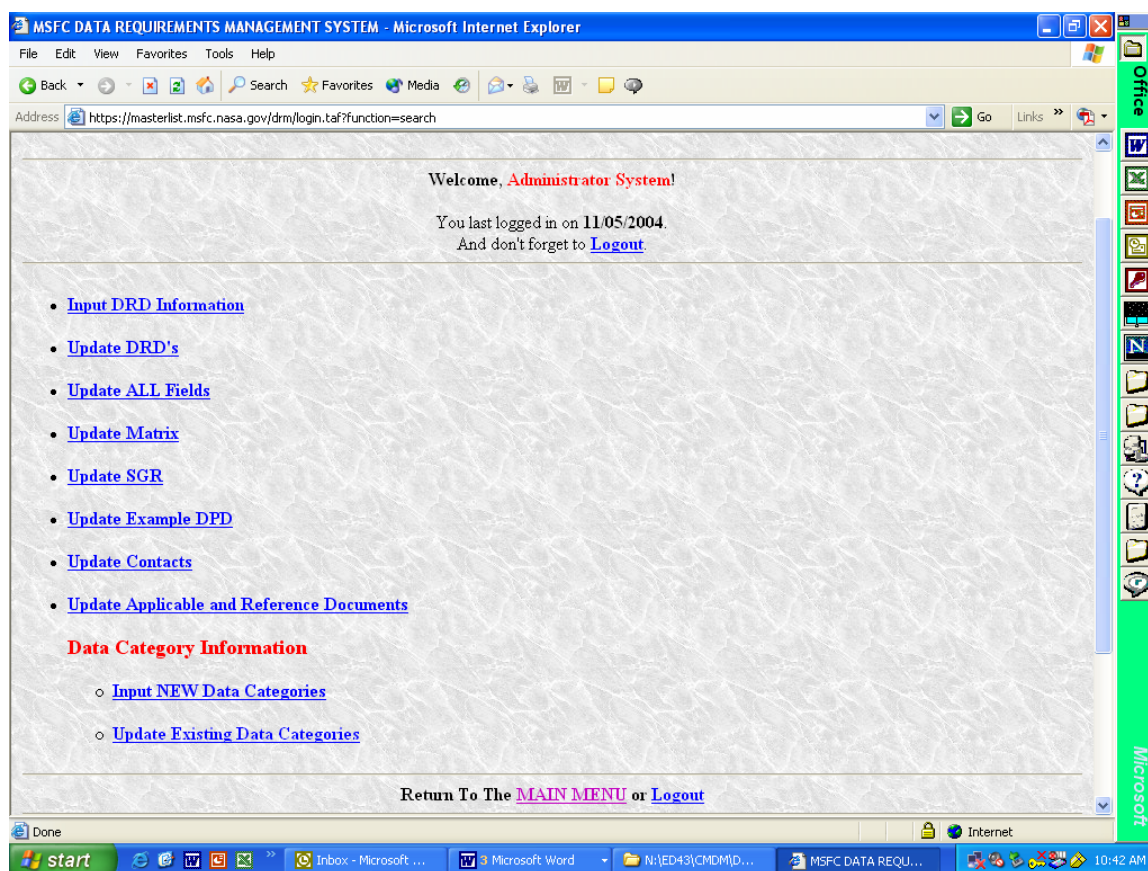 MSFC DATA REQUIREMENTS MANAGEMENT SYSTEM - Microsoft Internet Explorer
File Edit View Favorites Tools Help
Back Search Favorites Media
Address https://masterlist.msfc.nasa.gov/drm/login.taf?function=search Go Links »
Office
Welcome, Administrator System!
You last logged in on 11/05/2004.
And don't forget to Logout.
• Input DRD Information
• Update DRD's
• Update ALL Fields
• Update Matrix
• Update SGR
• Update Example DPD
• Update Contacts
• Update Applicable and Reference Documents
Data Category Information
○ Input NEW Data Categories
○ Update Existing Data Categories
Return To The MAIN MENU or Logout
Microsoft
Done Internet
start » Inbox - Microsoft ... 3 Microsoft Word N:\ED43\CMDM\D... MSFC DATA REQU... 10:42 AM